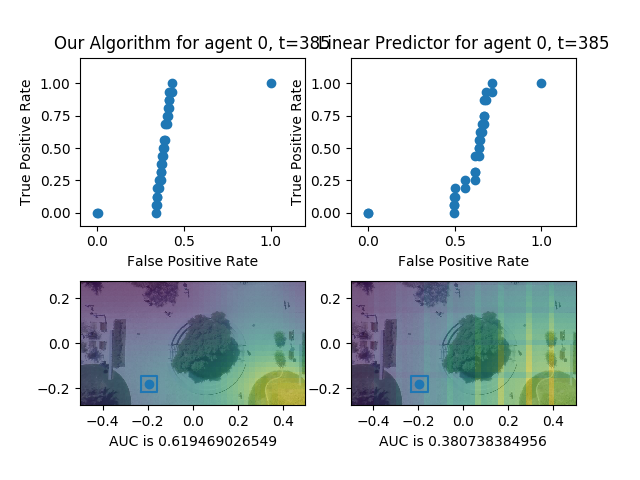 Our Algorithm for agent 0, t=385
Linear Predictor for agent 0, t=385
True Positive Rate
1.00
0.75
0.50
0.25
0.00
0.0 0.5 1.0
False Positive Rate
True Positive Rate
1.00
0.75
0.50
0.25
0.00
0.0 0.5 1.0
False Positive Rate
0.2
0.0
−0.2
−0.4 −0.2 0.0 0.2 0.4
AUC is 0.619469026549
0.2
0.0
−0.2
−0.4 −0.2 0.0 0.2 0.4
AUC is 0.380738384956